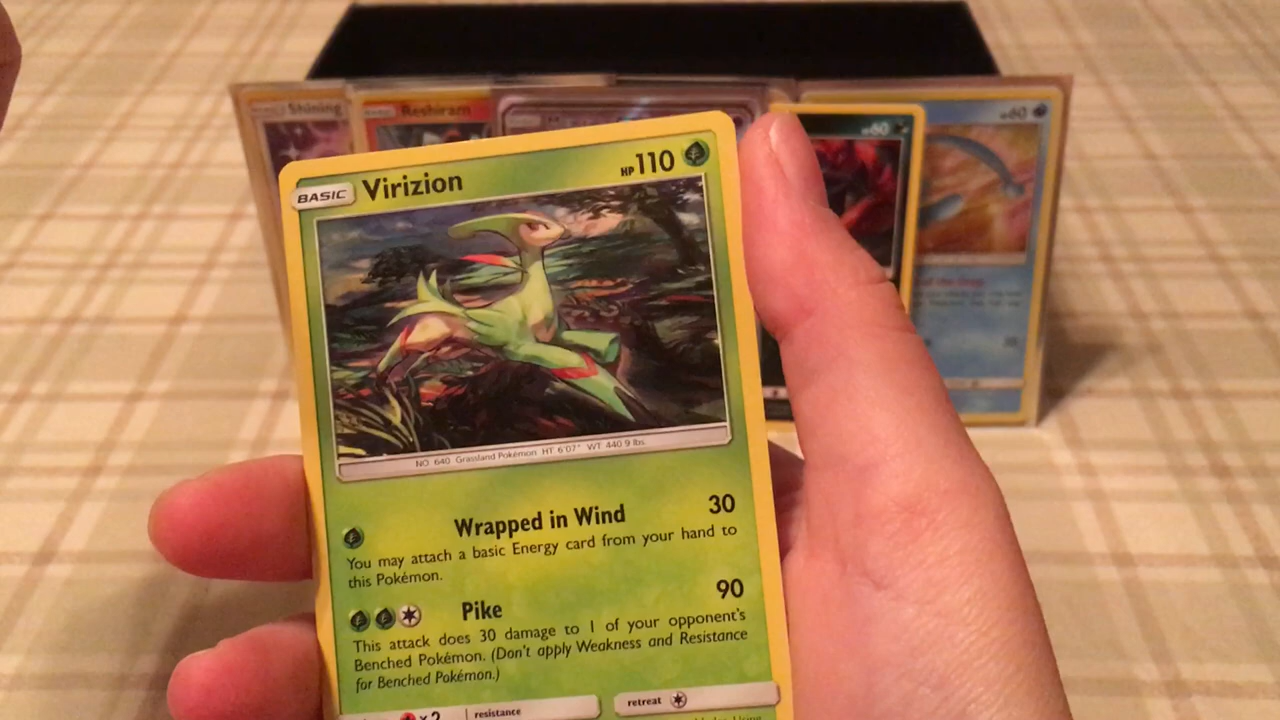 Shining
Reshiram
60
60
BASIC Virizion HP 110
NO. 640 Grassland Pokémon HT: 6'07" WT: 440.9 lbs.
Wrapped in Wind 30
You may attach a basic Energy card from your hand to
this Pokémon.
Pike 90
This attack does 30 damage to 1 of your opponent's
Benched Pokémon. (Don't apply Weakness and Resistance
for Benched Pokémon.)
×2 resistance retreat